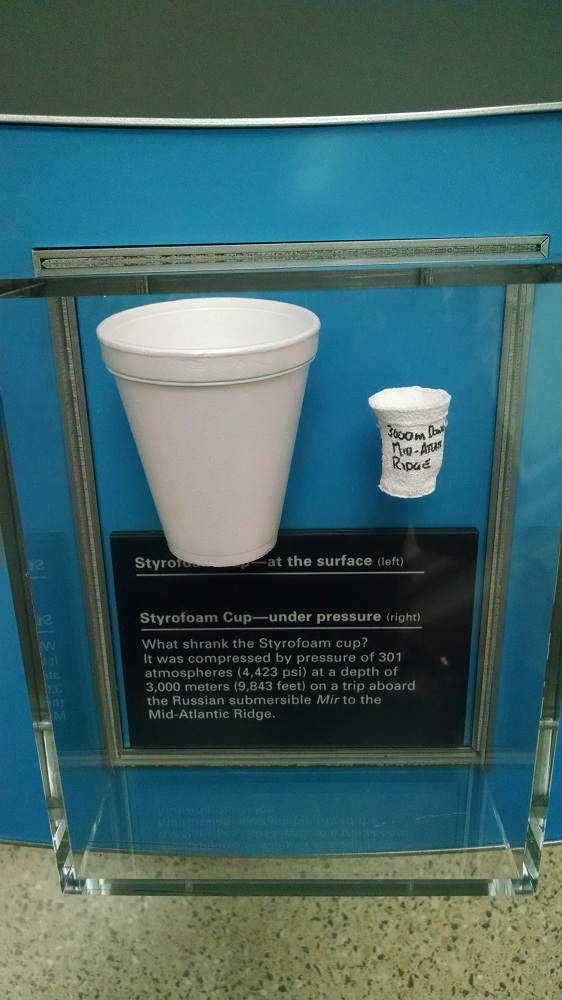 3000m Down
Mid-Atlan
Ridge
Styrofo p—at the surface (left)
Styrofoam Cup—under pressure (right)
What shrank the Styrofoam cup?
It was compressed by pressure of 301
atmospheres (4,423 psi) at a depth of
3,000 meters (9,843 feet) on a trip aboard
the Russian submersible Mir to the
Mid-Atlantic Ridge.